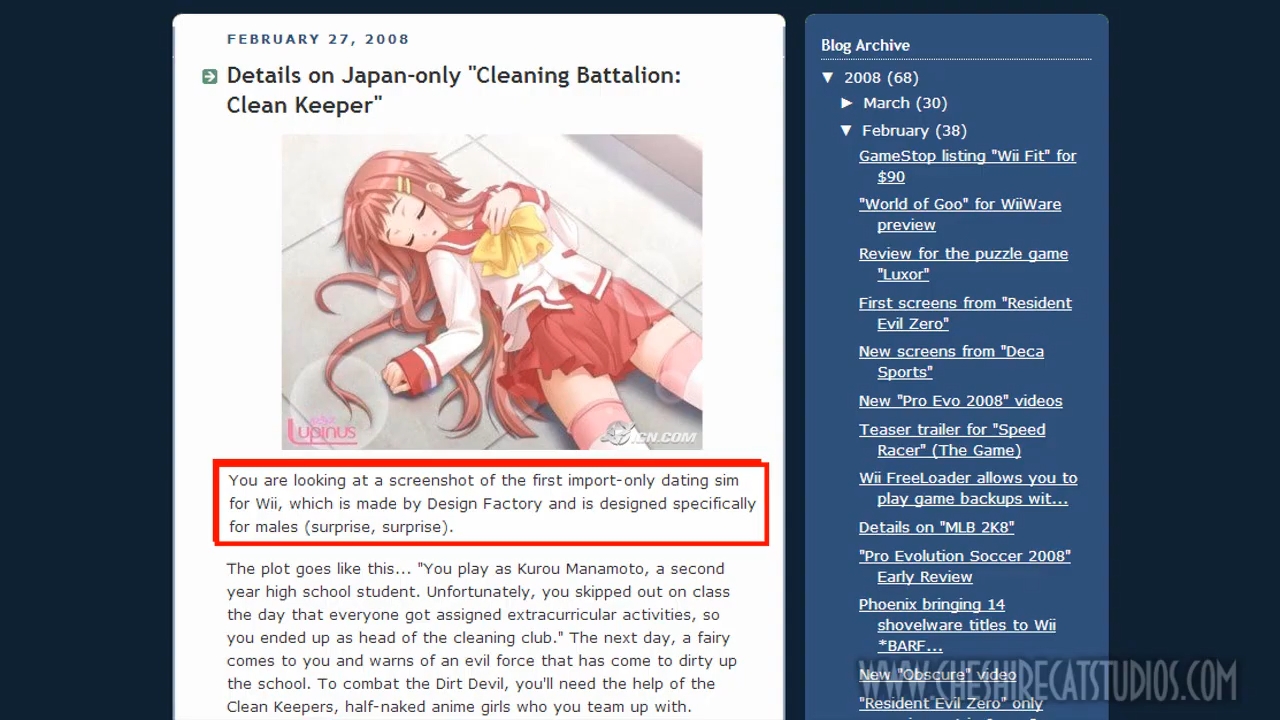 FEBRUARY 27, 2008
Details on Japan-only "Cleaning Battalion:
Clean Keeper"
Lupinus
IGN.COM
You are looking at a screenshot of the first import-only dating sim
for Wii, which is made by Design Factory and is designed specifically
for males (surprise, surprise).
The plot goes like this... "You play as Kurou Manamoto, a second
year high school student. Unfortunately, you skipped out on class
the day that everyone got assigned extracurricular activities, so
you ended up as head of the cleaning club." The next day, a fairy
comes to you and warns of an evil force that has come to dirty up
the school. To combat the Dirt Devil, you'll need the help of the
Clean Keepers, half-naked anime girls who you team up with.
Blog Archive
▼ 2008 (68)
► March (30)
▼ February (38)
GameStop listing "Wii Fit" for
$90
"World of Goo" for WiiWare
preview
Review for the puzzle game
"Luxor"
First screens from "Resident
Evil Zero"
New screens from "Deca
Sports"
New "Pro Evo 2008" videos
Teaser trailer for "Speed
Racer" (The Game)
Wii FreeLoader allows you to
play game backups wit...
Details on "MLB 2K8"
"Pro Evolution Soccer 2008"
Early Review
Phoenix bringing 14
shovelware titles to Wii
*BARF...
New "Obscure" video
"Resident Evil Zero" only
WWW.CHESHIRECATSTUDIOS.COM